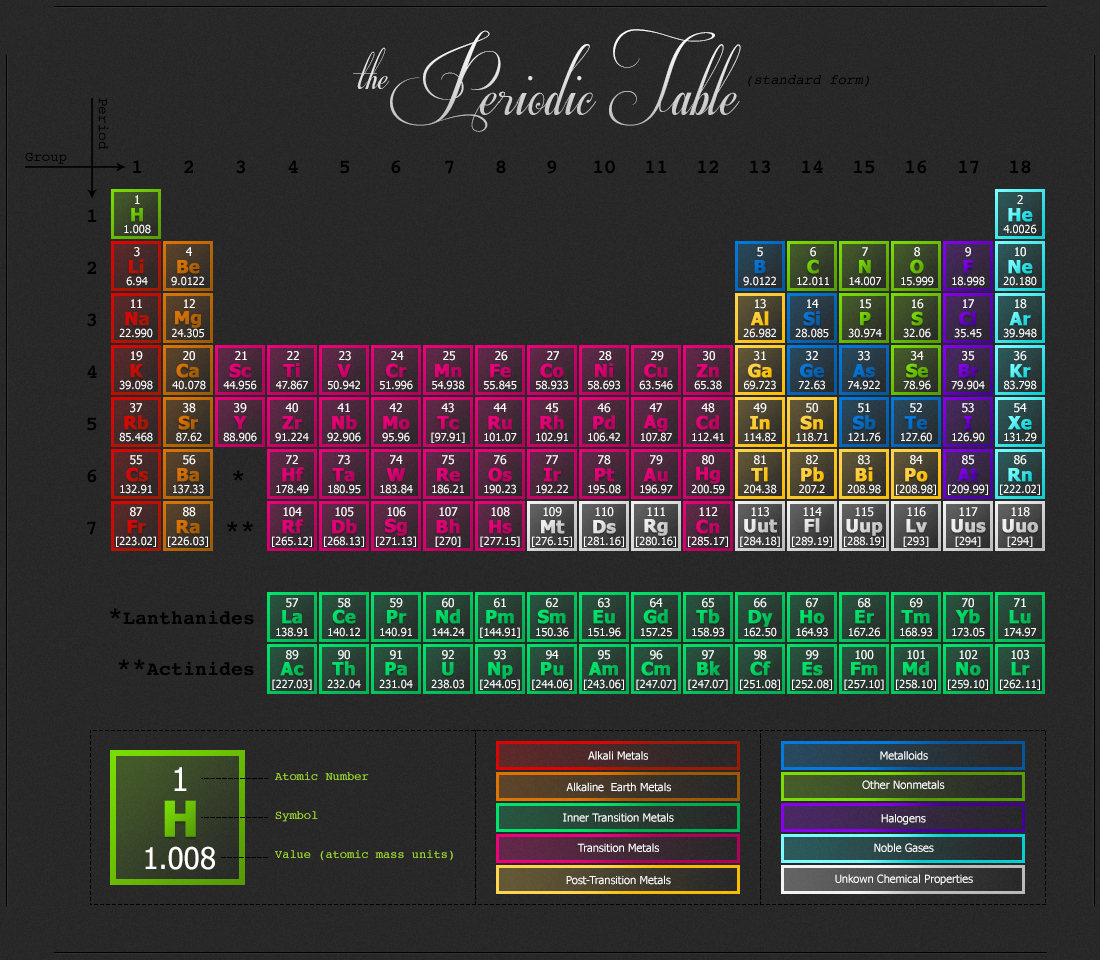 the Periodic Table (standard form)
Period
Group
1 2 3 4 5 6 7 8 9 10 11 12 13 14 15 16 17 18
1
1 2
H He
1.008 4.0026
2
3 4 5 6 7 8 9 10
Li Be B C N O F Ne
6.94 9.0122 9.0122 12.011 14.007 15.999 18.998 20.180
3
11 12 13 14 15 16 17 18
Na Mg Al Si P S Cl Ar
22.990 24.305 26.982 28.085 30.974 32.06 35.45 39.948
4
19 20 21 22 23 24 25 26 27 28 29 30 31 32 33 34 35 36
K Ca Sc Ti V Cr Mn Fe Co Ni Cu Zn Ga Ge As Se Br Kr
39.098 40.078 44.956 47.867 50.942 51.996 54.938 55.845 58.933 58.693 63.546 65.38 69.723 72.63 74.922 78.96 79.904 83.798
5
37 38 39 40 41 42 43 44 45 46 47 48 49 50 51 52 53 54
Rb Sr Y Zr Nb Mo Tc Ru Rh Pd Ag Cd In Sn Sb Te I Xe
85.468 87.62 88.906 91.224 92.906 95.96 [97.91] 101.07 102.91 106.42 107.87 112.41 114.82 118.71 121.76 127.60 126.90 131.29
6
55 56 72 73 74 75 76 77 78 79 80 81 82 83 84 85 86
Cs Ba * Hf Ta W Re Os Ir Pt Au Hg Tl Pb Bi Po At Rn
132.91 137.33 178.49 180.95 183.84 186.21 190.23 192.22 195.08 196.97 200.59 204.38 207.2 208.98 [208.98] [209.99] [222.02]
7
87 88 104 105 106 107 108 109 110 111 112 113 114 115 116 117 118
Fr Ra ** Rf Db Sg Bh Hs Mt Ds Rg Cn Uut Fl Uup Lv Uus Uuo
[223.02] [226.03] [265.12] [268.13] [271.13] [270] [277.15] [276.15] [281.16] [280.16] [285.17] [284.18] [289.19] [288.19] [293] [294] [294]
*Lanthanides
57 58 59 60 61 62 63 64 65 66 67 68 69 70 71
La Ce Pr Nd Pm Sm Eu Gd Tb Dy Ho Er Tm Yb Lu
138.91 140.12 140.91 144.24 [144.91] 150.36 151.96 157.25 158.93 162.50 164.93 167.26 168.93 173.05 174.97
**Actinides
89 90 91 92 93 94 95 96 97 98 99 100 101 102 103
Ac Th Pa U Np Pu Am Cm Bk Cf Es Fm Md No Lr
[227.03] 232.04 231.04 238.03 [244.05] [244.06] [243.06] [247.07] [247.07] [251.08] [252.08] [257.10] [258.10] [259.10] [262.11]
1
Atomic Number
H
Symbol
1.008
Value (atomic mass units)
Alkali Metals
Alkaline Earth Metals
Inner Transition Metals
Transition Metals
Post-Transition Metals
Metalloids
Other Nonmetals
Halogens
Noble Gases
Unkown Chemical Properties